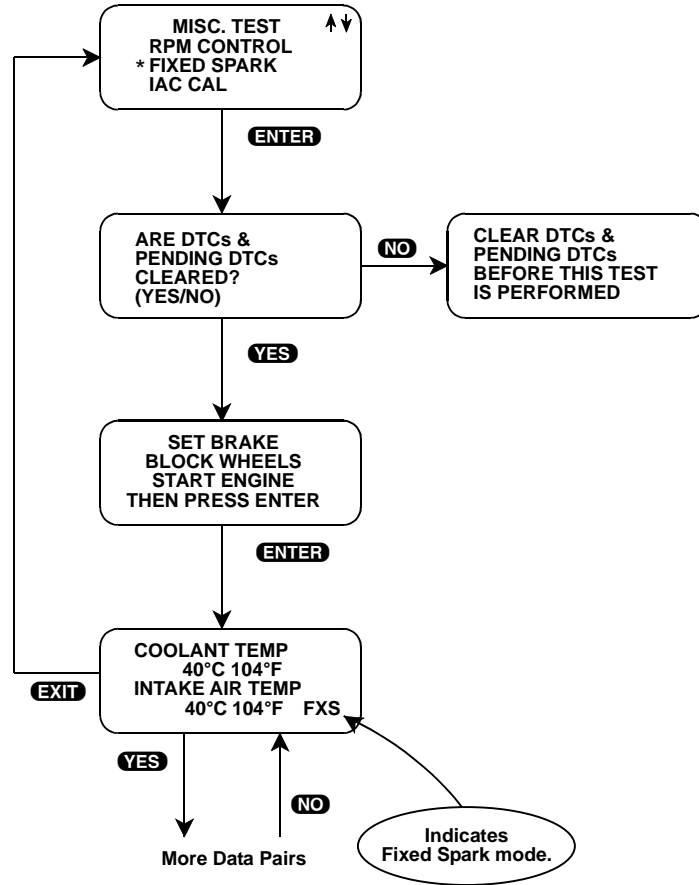 MISC. TEST
RPM CONTROL
* FIXED SPARK
IAC CAL
ENTER
ARE DTCs &
PENDING DTCs
CLEARED?
(YES/NO)
NO
CLEAR DTCs &
PENDING DTCs
BEFORE THIS TEST
IS PERFORMED
YES
SET BRAKE
BLOCK WHEELS
START ENGINE
THEN PRESS ENTER
ENTER
COOLANT TEMP
40°C 104°F
INTAKE AIR TEMP
40°C 104°F FXS
EXIT
YES
NO
More Data Pairs
Indicates
Fixed Spark mode.